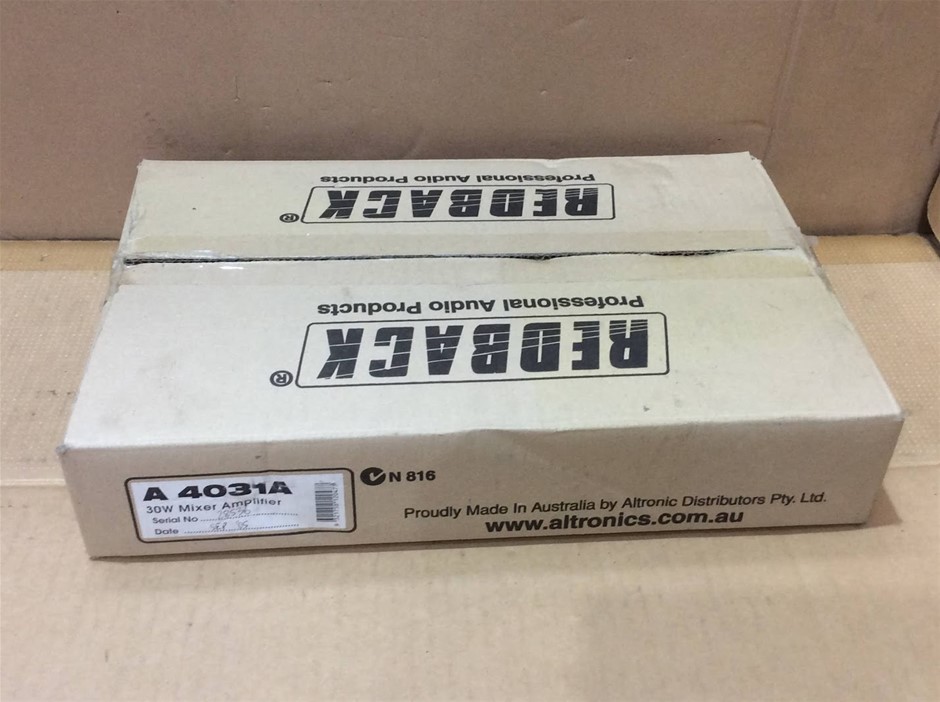 Professional Audio Products
REDBACK®
Professional Audio Products
REDBACK®
A 4031A
30W Mixer Amplifier
Serial No
Date
N 816
Proudly Made In Australia by Altronic Distributors Pty. Ltd.
www.altronics.com.au